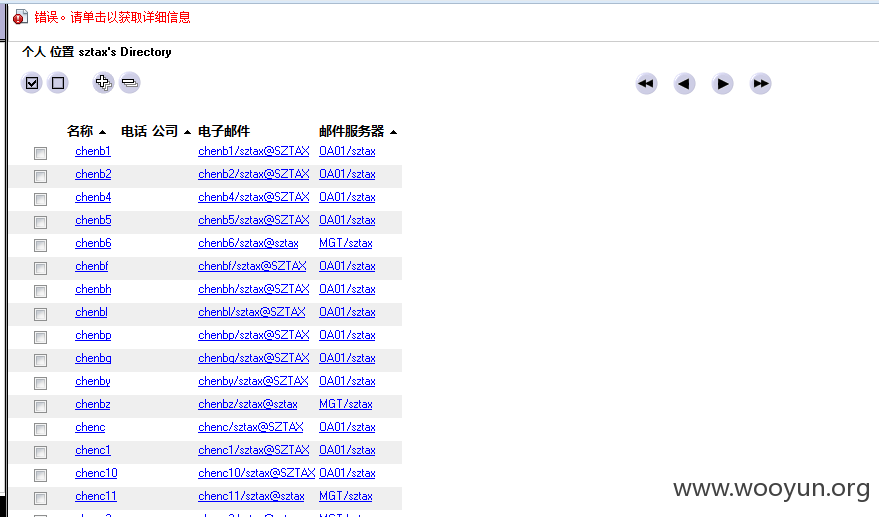 错误。请单击以获取详细信息
个人 位置 sztax's Directory
名称 电话 公司 电子邮件 邮件服务器
chenb1 chenb1/sztax@SZTAX OA01/sztax
chenb2 chenb2/sztax@SZTAX OA01/sztax
chenb4 chenb4/sztax@SZTAX OA01/sztax
chenb5 chenb5/sztax@SZTAX OA01/sztax
chenb6 chenb6/sztax@sztax MGT/sztax
chenbf chenbf/sztax@SZTAX OA01/sztax
chenbh chenbh/sztax@SZTAX OA01/sztax
chenbl chenbl/sztax@SZTAX OA01/sztax
chenbp chenbp/sztax@SZTAX OA01/sztax
chenbq chenbq/sztax@SZTAX OA01/sztax
chenby chenby/sztax@SZTAX OA01/sztax
chenbz chenbz/sztax@sztax MGT/sztax
chenc chenc/sztax@SZTAX OA01/sztax
chenc1 chenc1/sztax@SZTAX OA01/sztax
chenc10 chenc10/sztax@SZTAX OA01/sztax
chenc11 chenc11/sztax@sztax MGT/sztax
www.wooyun.org